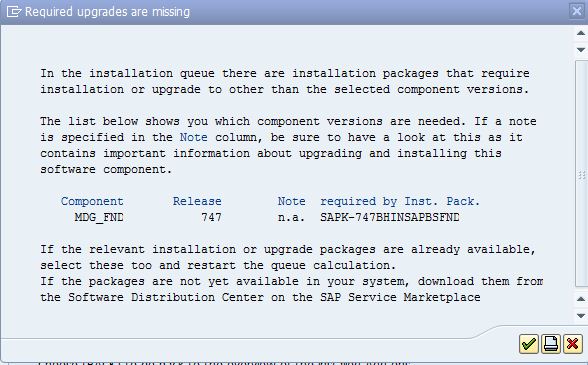 Required upgrades are missing
In the installation queue there are installation packages that require
installation or upgrade to other than the selected component versions.
The list below shows you which component versions are needed. If a note
is specified in the Note column, be sure to have a look at this as it
contains important information about upgrading and installing this
software component.
Component Release Note required by Inst. Pack.
MDG_FND 747 n.a. SAPK-747BHINSAPBSFND
If the relevant installation or upgrade packages are already available,
select these too and restart the queue calculation.
If the packages are not yet available in your system, download them from
the Software Distribution Center on the SAP Service Marketplace